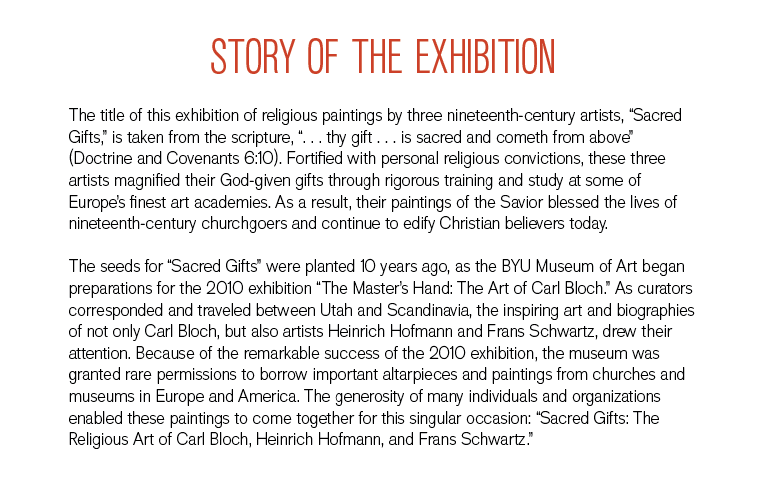 STORY OF THE EXHIBITION
The title of this exhibition of religious paintings by three nineteenth-century artists, “Sacred
Gifts,” is taken from the scripture, “. . . thy gift . . . is sacred and cometh from above”
(Doctrine and Covenants 6:10). Fortified with personal religious convictions, these three
artists magnified their God-given gifts through rigorous training and study at some of
Europe’s finest art academies. As a result, their paintings of the Savior blessed the lives of
nineteenth-century churchgoers and continue to edify Christian believers today.
The seeds for “Sacred Gifts” were planted 10 years ago, as the BYU Museum of Art began
preparations for the 2010 exhibition “The Master’s Hand: The Art of Carl Bloch.” As curators
corresponded and traveled between Utah and Scandinavia, the inspiring art and biographies
of not only Carl Bloch, but also artists Heinrich Hofmann and Frans Schwartz, drew their
attention. Because of the remarkable success of the 2010 exhibition, the museum was
granted rare permissions to borrow important altarpieces and paintings from churches and
museums in Europe and America. The generosity of many individuals and organizations
enabled these paintings to come together for this singular occasion: “Sacred Gifts: The
Religious Art of Carl Bloch, Heinrich Hofmann, and Frans Schwartz.”